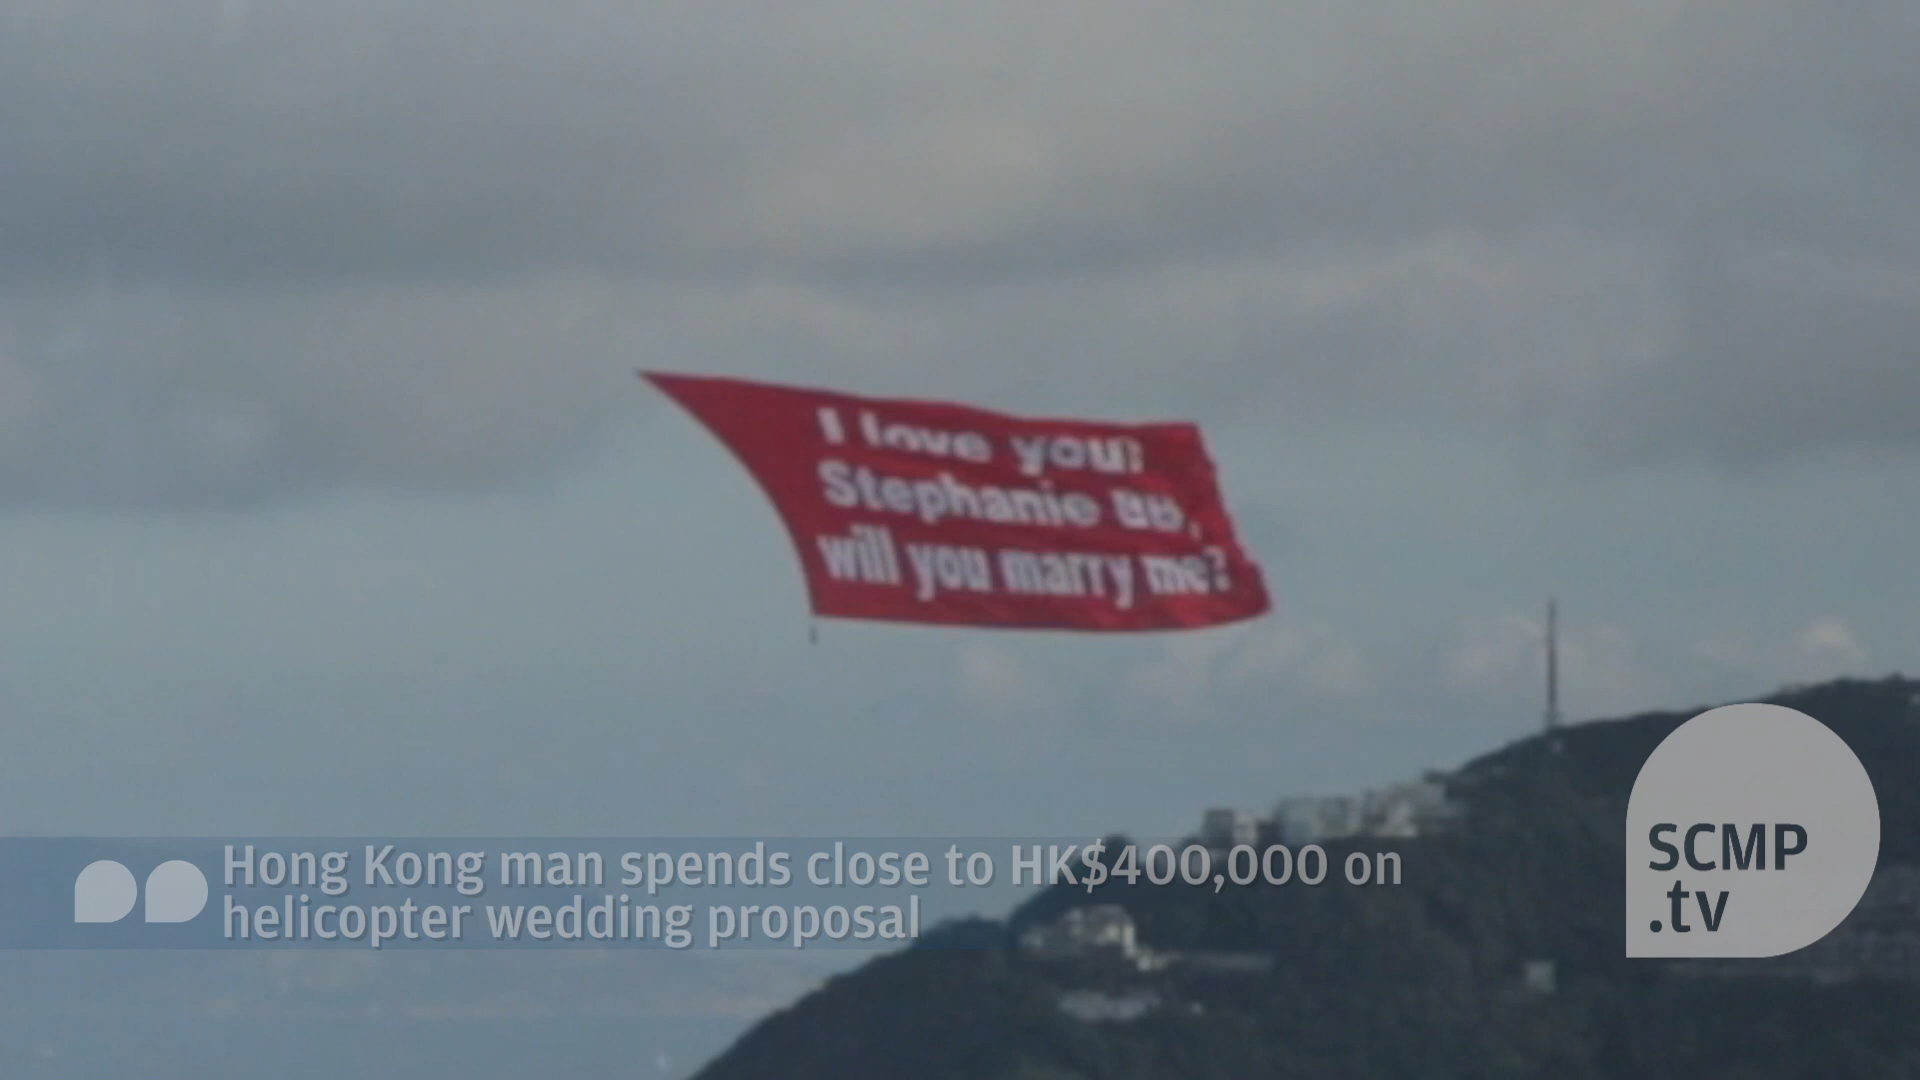 I love you!
Stephanie BB,
will you marry me?
Hong Kong man spends close to HK$400,000 on
helicopter wedding proposal
SCMP
.tv